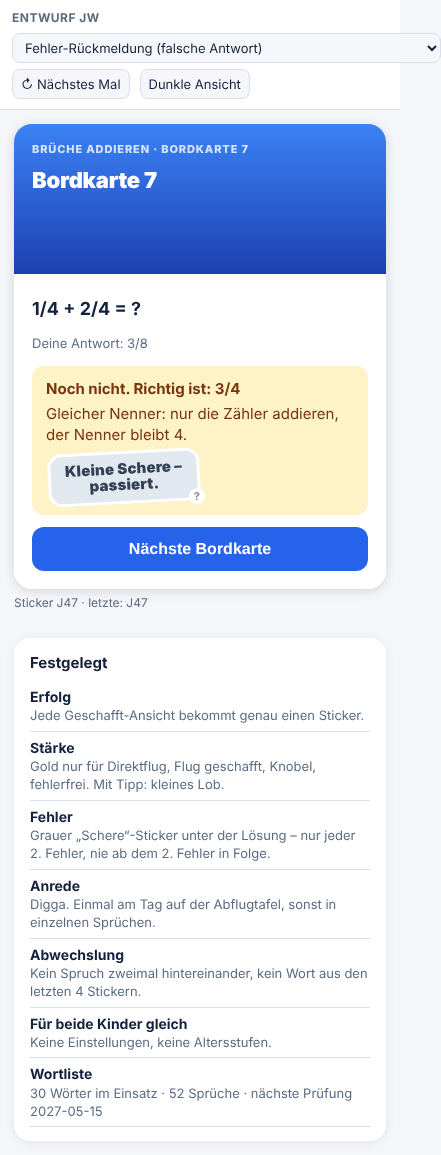 ENTWURF JW
Fehler-Rückmeldung (falsche Antwort)
↻ Nächstes Mal
Dunkle Ansicht
BRÜCHE ADDIEREN · BORDKARTE 7
Bordkarte 7
1/4 + 2/4 = ?
Deine Antwort: 3/8
Noch nicht. Richtig ist: 3/4
Gleicher Nenner: nur die Zähler addieren,
der Nenner bleibt 4.
Kleine Schere –
passiert.
?
Nächste Bordkarte
Sticker J47 · letzte: J47
Festgelegt
Erfolg
Jede Geschafft-Ansicht bekommt genau einen Sticker.
Stärke
Gold nur für Direktflug, Flug geschafft, Knobel,
fehlerfrei. Mit Tipp: kleines Lob.
Fehler
Grauer „Schere“-Sticker unter der Lösung – nur jeder
2. Fehler, nie ab dem 2. Fehler in Folge.
Anrede
Digga. Einmal am Tag auf der Abflugtafel, sonst in
einzelnen Sprüchen.
Abwechslung
Kein Spruch zweimal hintereinander, kein Wort aus den
letzten 4 Stickern.
Für beide Kinder gleich
Keine Einstellungen, keine Altersstufen.
Wortliste
30 Wörter im Einsatz · 52 Sprüche · nächste Prüfung
2027-05-15